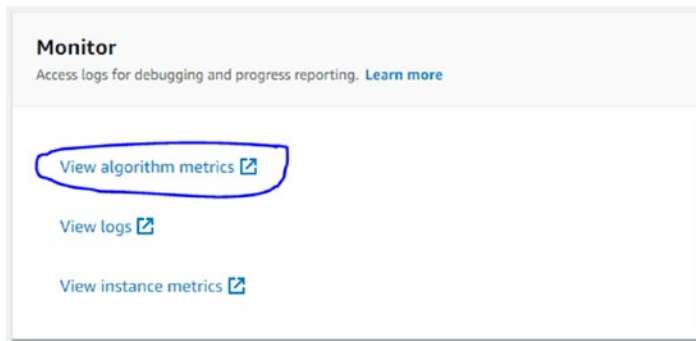 Monitor
Access logs for debugging and progress reporting. Learn more
View algorithm metrics
View logs
View instance metrics